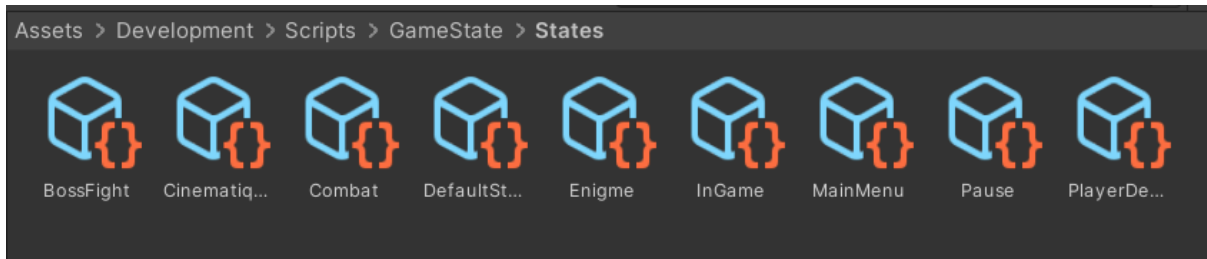 Assets > Development > Scripts > GameState > States
BossFight Cinematiq... Combat DefaultSt... Enigme InGame MainMenu Pause PlayerDe...